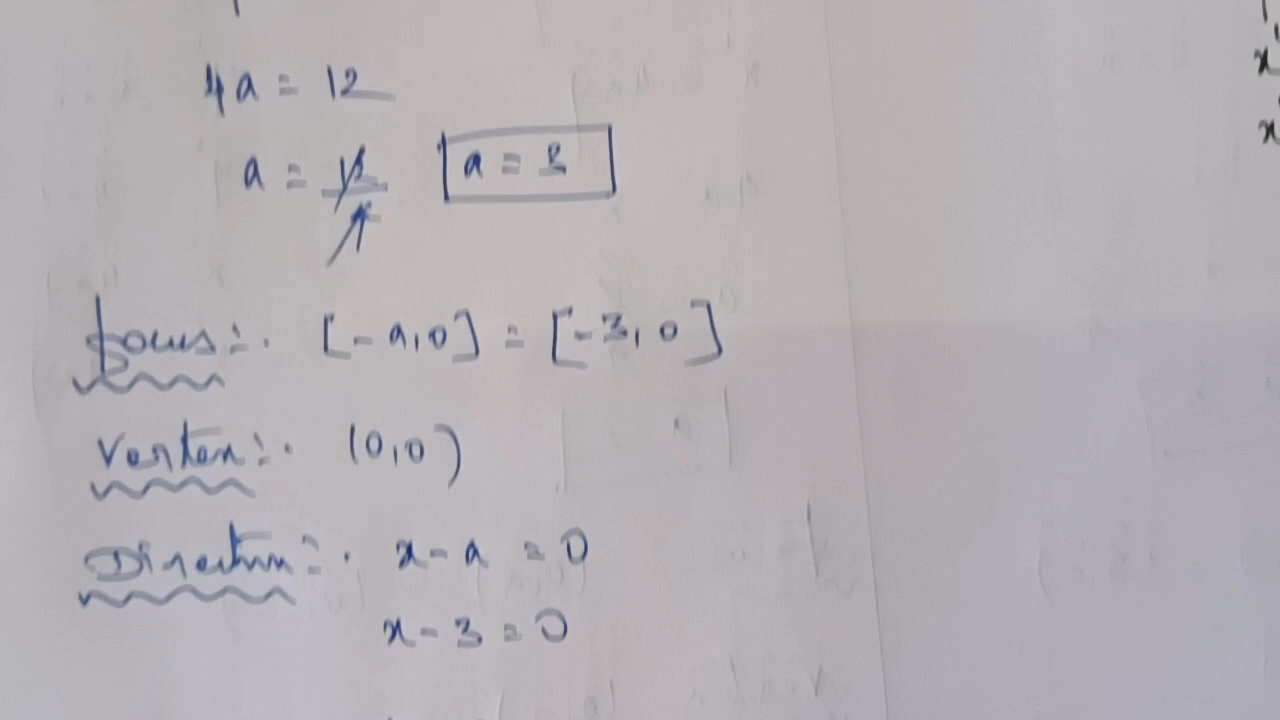 4a = 12
a = 12/4 a = 3
focus:- [-a,0] = [-3,0]
Vertex:- (0,0)
Directrix:- x-a = 0
x-3=0